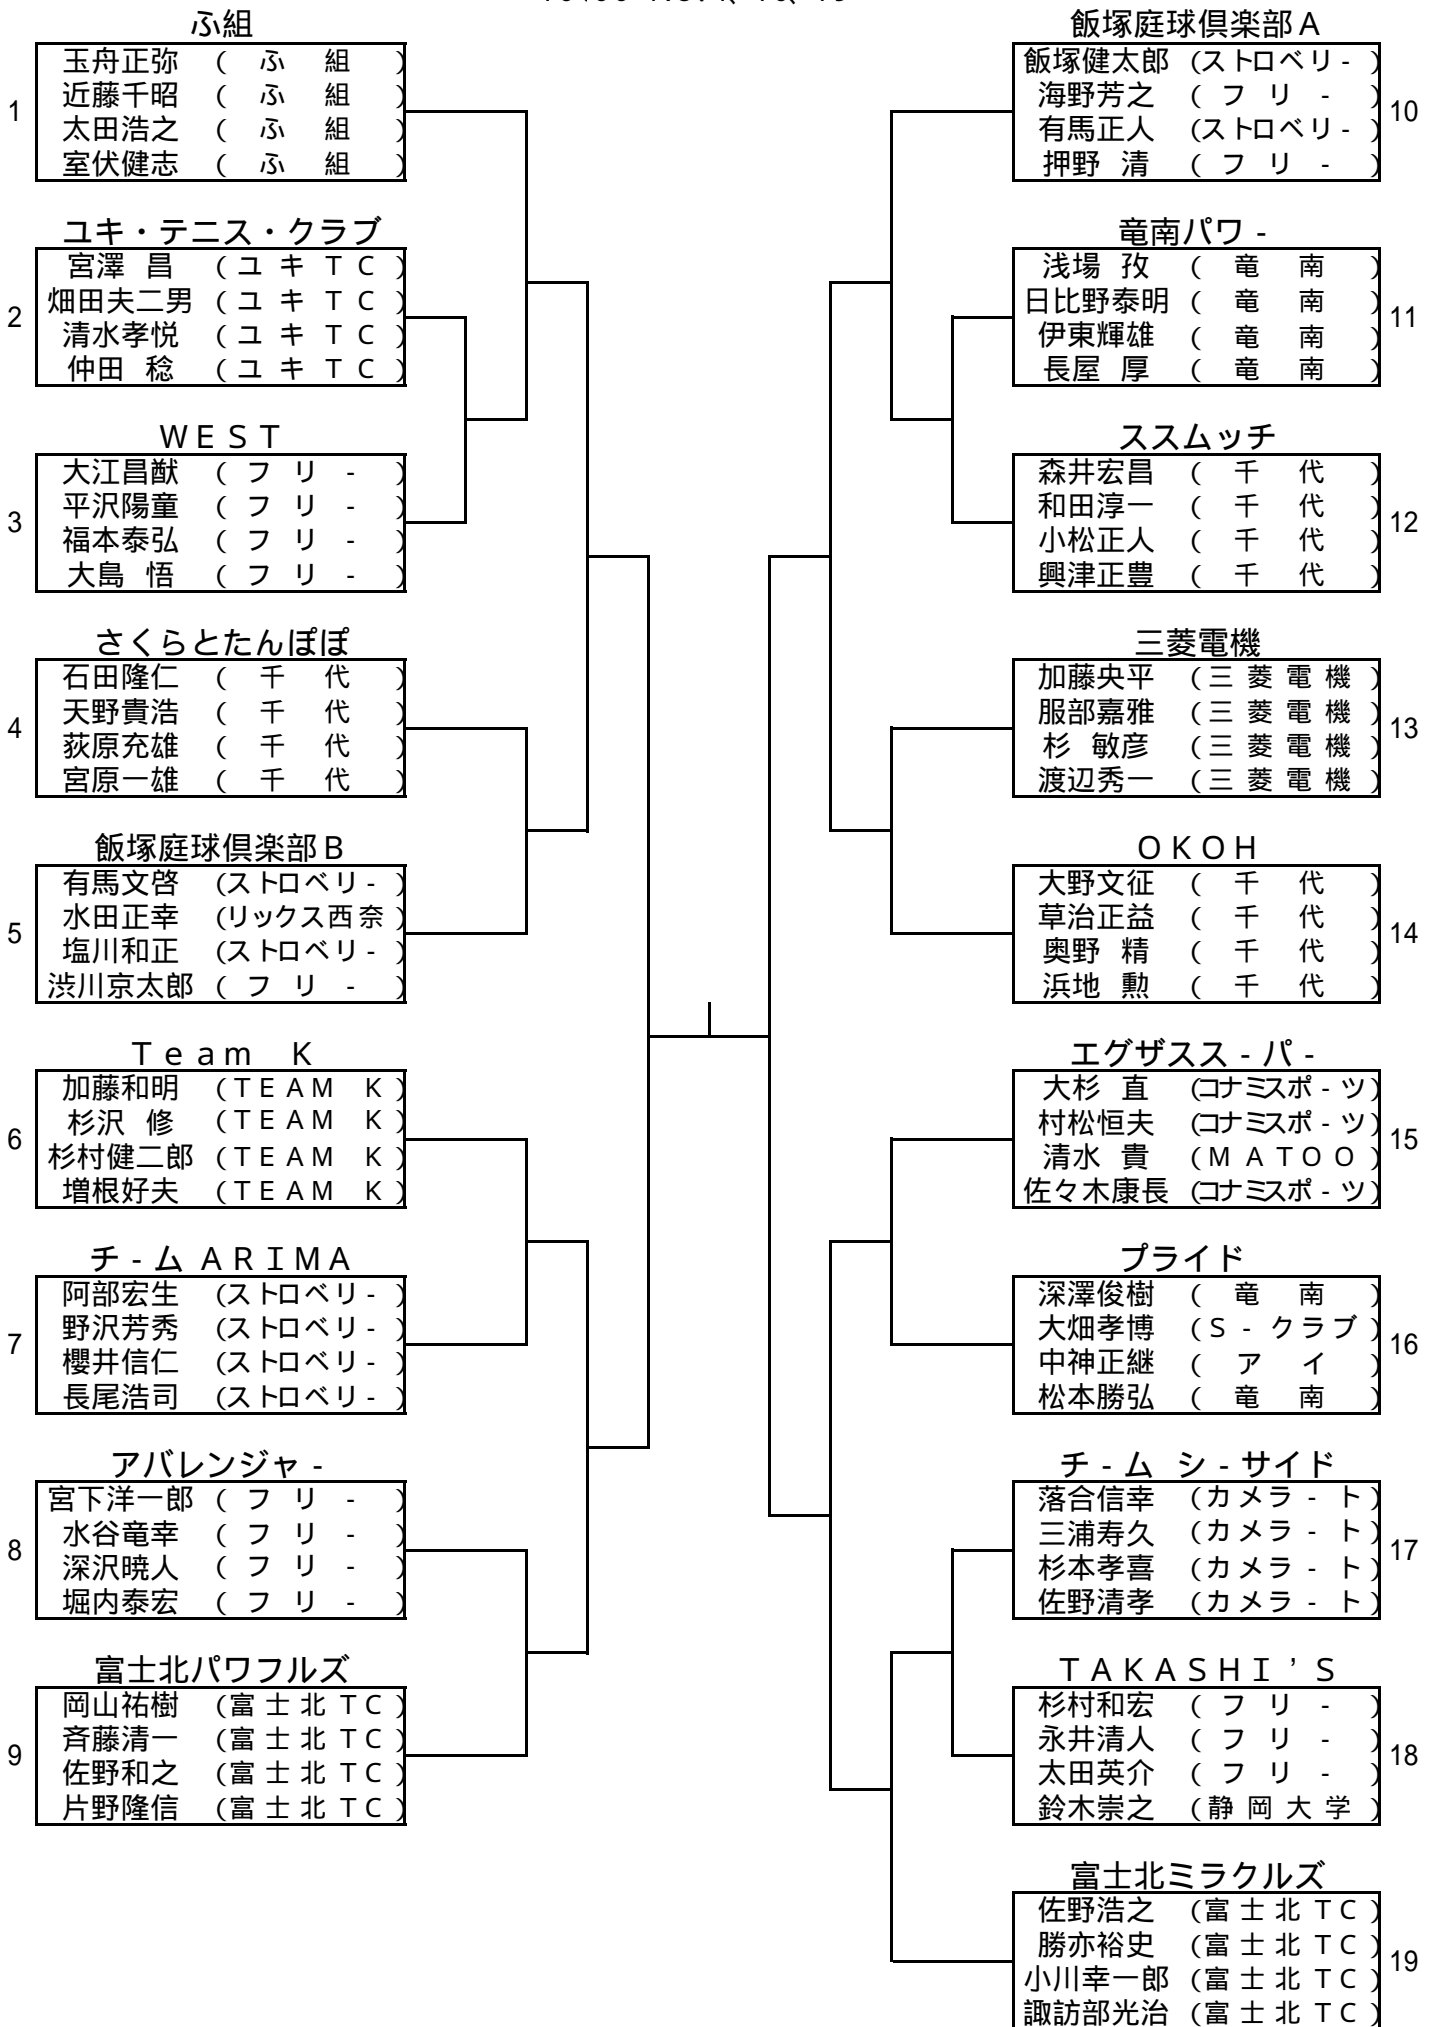 ふ組
1
玉舟正弥 ( ふ 組 )
近藤千昭 ( ふ 組 )
太田浩之 ( ふ 組 )
室伏健志 ( ふ 組 )
ユキ・テニス・クラブ
2
宮澤 昌 (ユキTC)
畑田夫二男 (ユキTC)
清水孝悦 (ユキTC)
仲田 稔 (ユキTC)
WEST
3
大江昌猷 (フリ-)
平沢陽童 (フリ-)
福本泰弘 (フリ-)
大島 悟 (フリ-)
さくらとたんぽぽ
4
石田隆仁 ( 千 代 )
天野貴浩 ( 千 代 )
荻原充雄 ( 千 代 )
宮原一雄 ( 千 代 )
飯塚庭球倶楽部B
5
有馬文啓 (ストロベリ-)
水田正幸 (リックス西奈)
塩川和正 (ストロベリ-)
渋川京太郎 (フリ-)
Team K
6
加藤和明 (TEAM K)
杉沢 修 (TEAM K)
杉村健二郎 (TEAM K)
増根好夫 (TEAM K)
チ-ムARIMA
7
阿部宏生 (ストロベリ-)
野沢芳秀 (ストロベリ-)
櫻井信仁 (ストロベリ-)
長尾浩司 (ストロベリ-)
アバレンジャ-
8
宮下洋一郎 (フリ-)
水谷竜幸 (フリ-)
深沢暁人 (フリ-)
堀内泰宏 (フリ-)
富士北パワフルズ
9
岡山祐樹 (富士北TC)
斉藤清一 (富士北TC)
佐野和之 (富士北TC)
片野隆信 (富士北TC)
飯塚庭球倶楽部A
10
飯塚健太郎 (ストロベリ-)
海野芳之 (フリ-)
有馬正人 (ストロベリ-)
押野 清 (フリ-)
竜南パワ-
11
浅場 孜 ( 竜 南 )
日比野泰明 ( 竜 南 )
伊東輝雄 ( 竜 南 )
長屋 厚 ( 竜 南 )
ススムッチ
12
森井宏昌 ( 千 代 )
和田淳一 ( 千 代 )
小松正人 ( 千 代 )
興津正豊 ( 千 代 )
三菱電機
13
加藤央平 (三菱電機)
服部嘉雅 (三菱電機)
杉 敏彦 (三菱電機)
渡辺秀一 (三菱電機)
OKOH
14
大野文征 ( 千 代 )
草治正益 ( 千 代 )
奥野 精 ( 千 代 )
浜地 勲 ( 千 代 )
エグザスス-パ-
15
大杉 直 (コナミスポ-ツ)
村松恒夫 (コナミスポ-ツ)
清水 貴 (MATOO)
佐々木康長 (コナミスポ-ツ)
プライド
16
深澤俊樹 ( 竜 南 )
大畑孝博 (S-クラブ)
中神正継 ( ア イ )
松本勝弘 ( 竜 南 )
チ-ム シ-サイド
17
落合信幸 (カメラ-ト)
三浦寿久 (カメラ-ト)
杉本孝喜 (カメラ-ト)
佐野清孝 (カメラ-ト)
TAKASHI'S
18
杉村和宏 (フリ-)
永井清人 (フリ-)
太田英介 (フリ-)
鈴木崇之 (静岡大学)
富士北ミラクルズ
19
佐野浩之 (富士北TC)
勝亦裕史 (富士北TC)
小川幸一郎 (富士北TC)
諏訪部光治 (富士北TC)